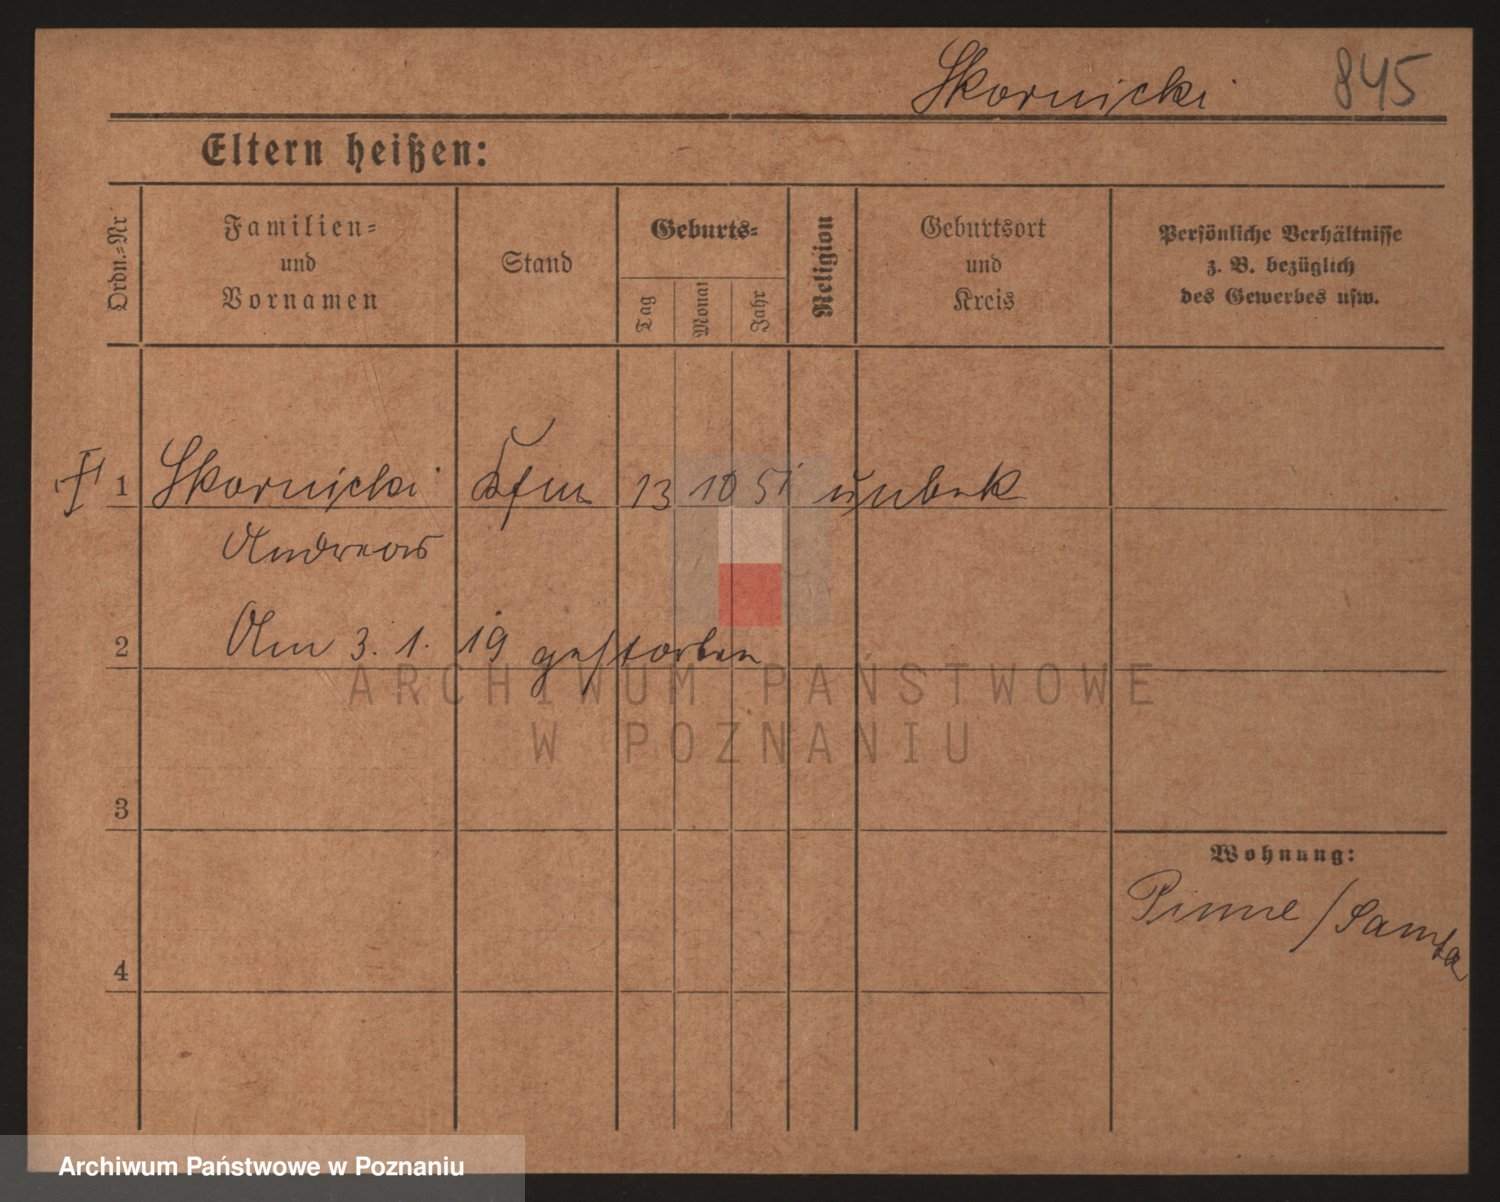 Skornicki 845
Eltern heißen:
Ordn.=Nr
Familien=
und
Vornamen
Stand
Geburts=
Tag
Monat
Jahr
Religion
Geburtsort
und
Kreis
Persönliche Verhältnisse
z. B. bezüglich
des Gewerbes usw.
1 Skornicki Kfm 13 10 51 unbek
Andreas
2 Am 3. 1. 19 gestorben
ARCHIWUM PAŃSTWOWE
W POZNANIU
3
Wohnung:
Pinne / Samta
4
Archiwum Państwowe w Poznaniu